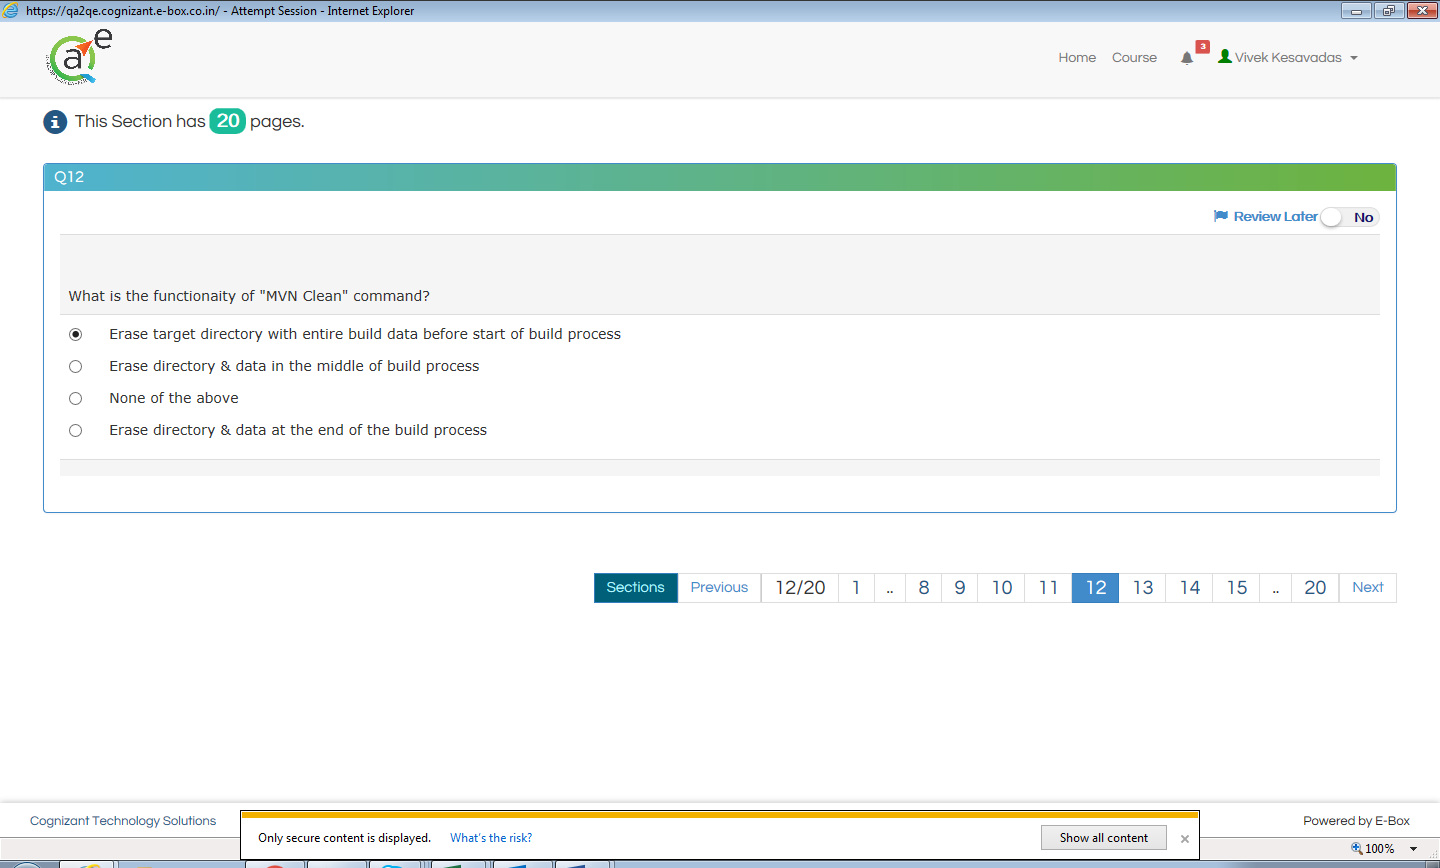 https://qa2qe.cognizant.e-box.co.in/ - Attempt Session - Internet Explorer
a e
Home Course 3 Vivek Kesavadas
i This Section has 20 pages.
Q12
Review Later No
What is the functionaity of "MVN Clean" command?
Erase target directory with entire build data before start of build process
Erase directory & data in the middle of build process
None of the above
Erase directory & data at the end of the build process
Sections Previous 12/20 1 .. 8 9 10 11 12 13 14 15 .. 20 Next
Cognizant Technology Solutions
Powered by E-Box
Only secure content is displayed. What's the risk? Show all content ×
100%